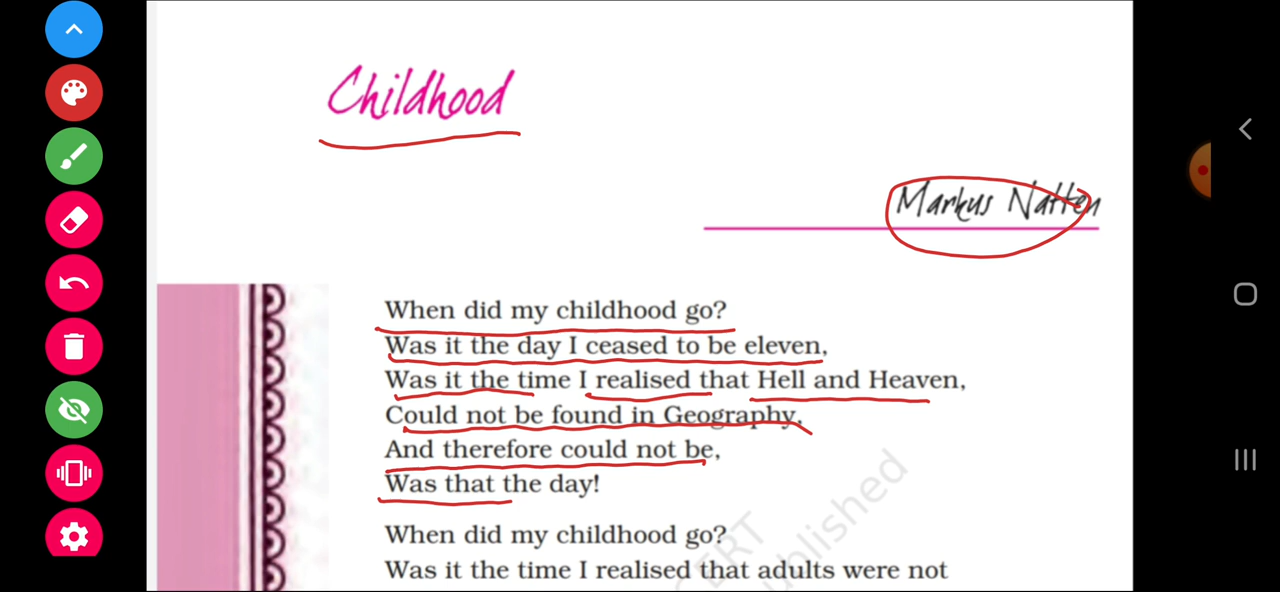 Childhood
Markus Natten
When did my childhood go?
Was it the day I ceased to be eleven,
Was it the time I realised that Hell and Heaven,
Could not be found in Geography,
And therefore could not be,
Was that the day!
When did my childhood go?
Was it the time I realised that adults were not